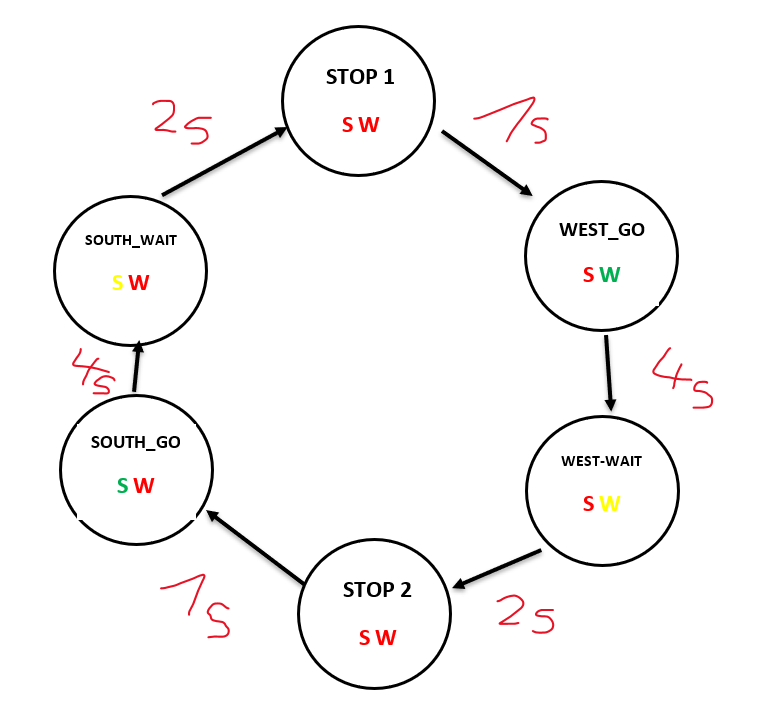 STOP 1
S W
2s
1s
SOUTH_WAIT
S W
WEST_GO
S W
4s
4s
SOUTH_GO
S W
WEST-WAIT
S W
STOP 2
S W
1s
2s